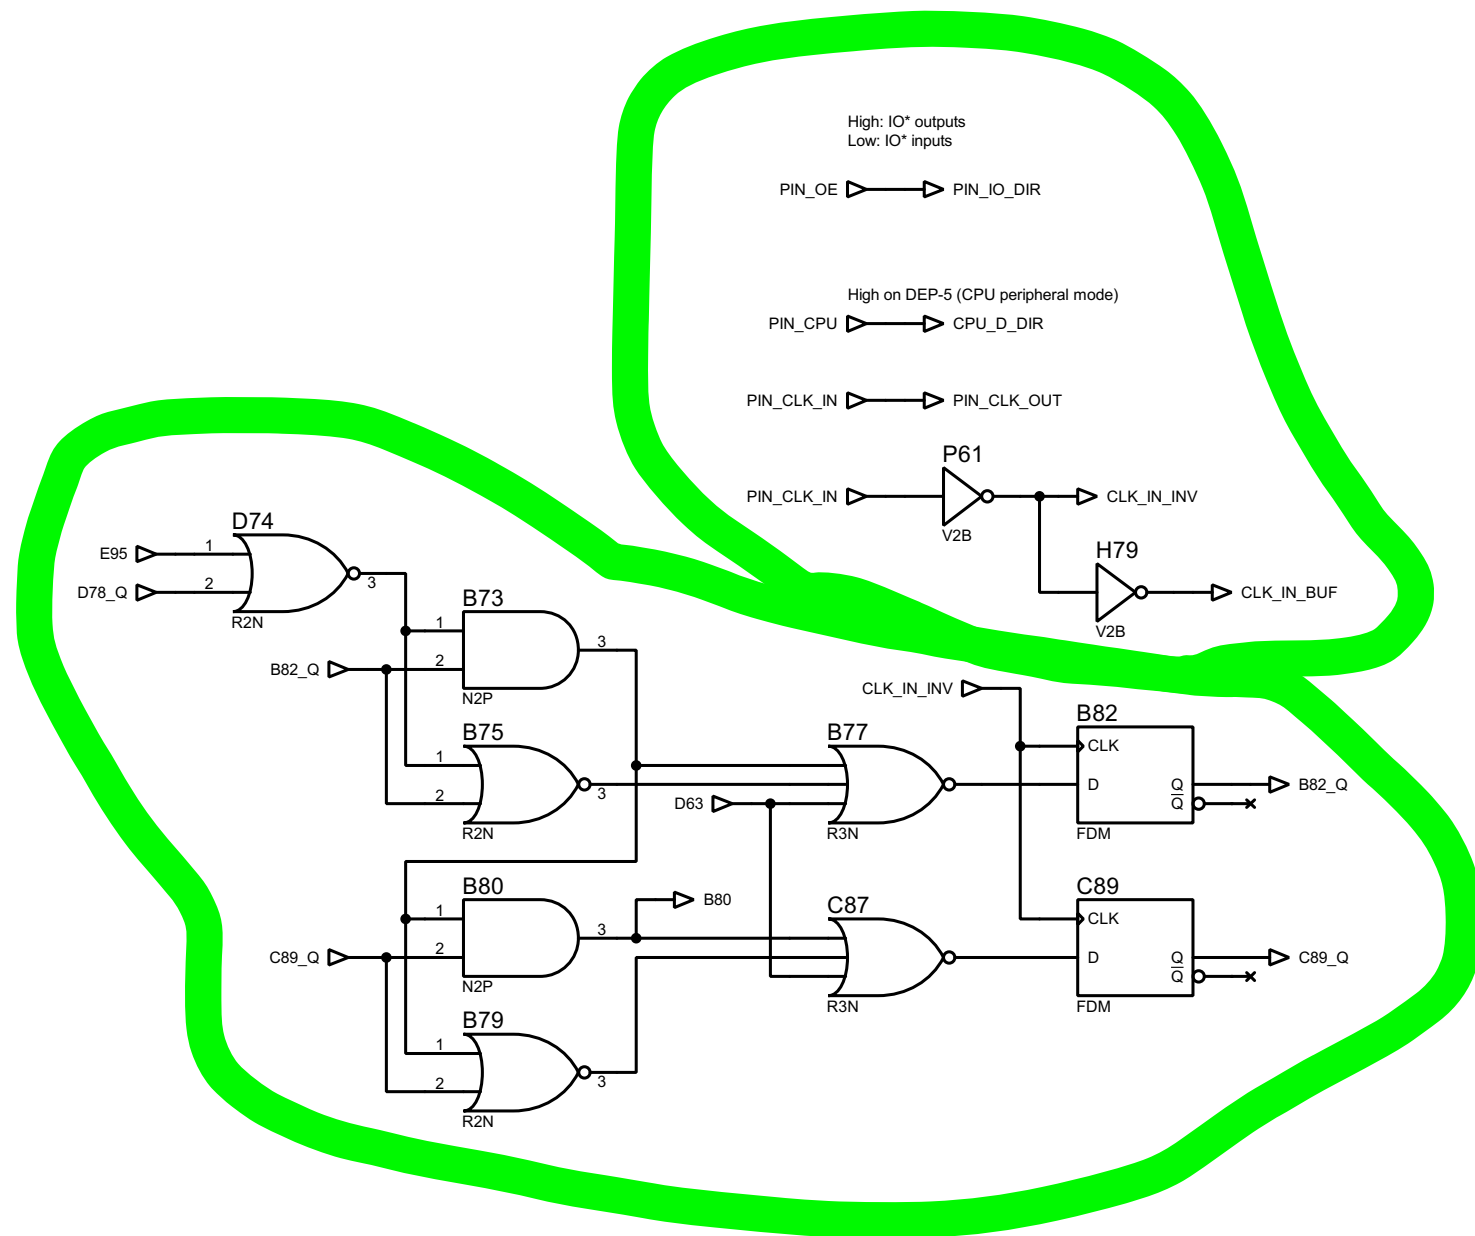 High: IO* outputs
Low: IO* inputs
PIN_OE PIN_IO_DIR
High on DEP-5 (CPU peripheral mode)
PIN_CPU CPU_D_DIR
PIN_CLK_IN PIN_CLK_OUT
P61
PIN_CLK_IN CLK_IN_INV
V2B
H79
CLK_IN_BUF
V2B
D74
E95 1
D78_Q 2 3
R2N
B73
1 3
B82_Q 2
N2P
CLK_IN_INV
B75
1
2 3
R2N
B77
D63
R3N
B82
CLK
D Q B82_Q
Q
FDM
B80
1 3 B80
C89_Q 2
N2P
C87
R3N
C89
CLK
D Q C89_Q
Q
FDM
B79
1
2 3
R2N